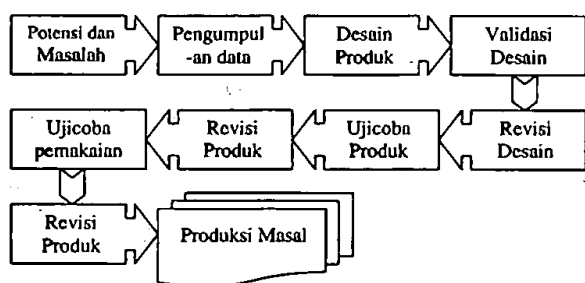 Potensi dan
Masalah
Pengumpul
-an data
Desain
Produk
Validasi
Desain
Ujicoba
pemakaian
Revisi
Produk
Ujicoba
Produk
Revisi
Desain
Revisi
Produk
Produksi Masal